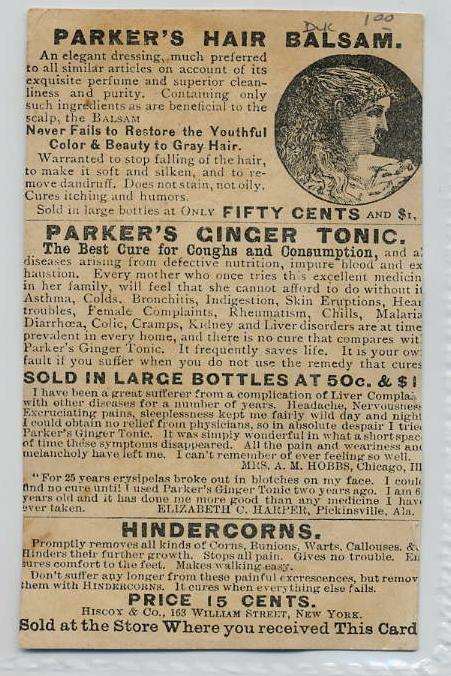 DUC 100
PARKER'S HAIR BALSAM.
An elegant dressing, much preferred
to all similar articles on account of its
exquisite perfume and superior clean-
liness and purity. Containing only
such ingredients as are beneficial to the
scalp, the BALSAM
Never Fails to Restore the Youthful
Color & Beauty to Gray Hair.
Warranted to stop falling of the hair,
to make it soft and silken, and to re-
move dandruff. Does not stain, not oily.
Cures itching and humors.
Sold in large bottles at ONLY FIFTY CENTS AND $1,
PARKER'S GINGER TONIC.
The Best Cure for Coughs and Consumption, and a
diseases arising from defective nutrition, impure blood and ex
haustion. Every mother who once tries this excellent medicin
in her family, will feel that she cannot afford to do without i
Asthma, Colds, Bronchitis, Indigestion, Skin Eruptions, Hear
troubles, Female Complaints, Rheumatism, Chills, Malaria
Diarrhœa, Colic, Cramps, Kidney and Liver disorders are at time
prevalent in every home, and there is no cure that compares wit
Parker's Ginger Tonic. It frequently saves life. It is your ow
fault if you suffer when you do not use the remedy that cures
SOLD IN LARGE BOTTLES AT 50c. & $1
I have been a great sufferer from a complication of Liver Compla
with other diseases for a number of years. Headache, Nervousness
Excruciating pains, sleeplessness kept me fairly wild day and night
I could obtain no relief from physicians, so in absolute despair I tried
Parker's Ginger Tonic. It was simply wonderful in what a short spac
of time these symptoms disappeared. All the pain and weariness and
melancholy have left me. I can't remember of ever feeling so well.
MRS. A. M. HOBBS, Chicago, Ill
"For 25 years erysipelas broke out in blotches on my face. I coul
find no cure until I used Parker's Ginger Tonic two years ago. I am 6
years old and it has done me more good than any medicine I hav
ever taken. ELIZABETH C. HARPER, Pickinsville, Ala.
HINDERCORNS.
Promptly removes all kinds of Corns, Bunions, Warts, Callouses, &
Hinders their further growth. Stops all pain. Gives no trouble. En
sures comfort to the feet. Makes walking easy.
Don't suffer any longer from these painful excrescences, but remov
them with HINDERCORNS. It cures when everything else fails.
PRICE 15 CENTS.
HISCOX & CO., 163 WILLIAM STREET, NEW YORK.
Sold at the Store Where you received This Card